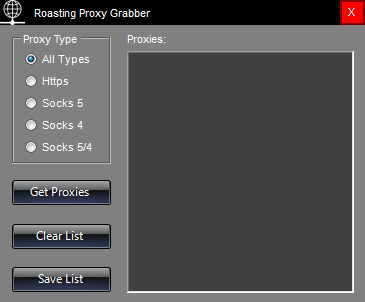 Roasting Proxy Grabber
X
Proxy Type
All Types
Https
Socks 5
Socks 4
Socks 5/4
Get Proxies
Clear List
Save List
Proxies: